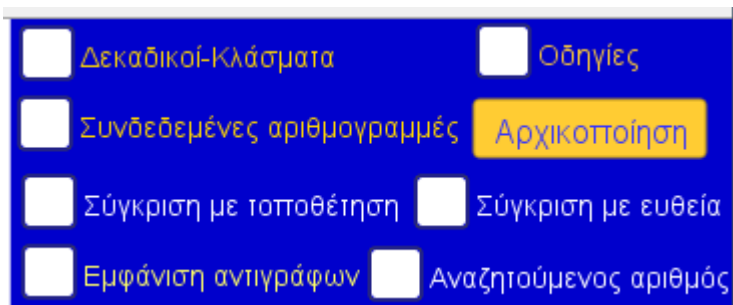 Δεκαδικοί-Κλάσματα Οδηγίες
Συνδεδεμένες αριθμογραμμές Αρχικοποίηση
Σύγκριση με τοποθέτηση Σύγκριση με ευθεία
Εμφάνιση αντιγράφων Αναζητούμενος αριθμός